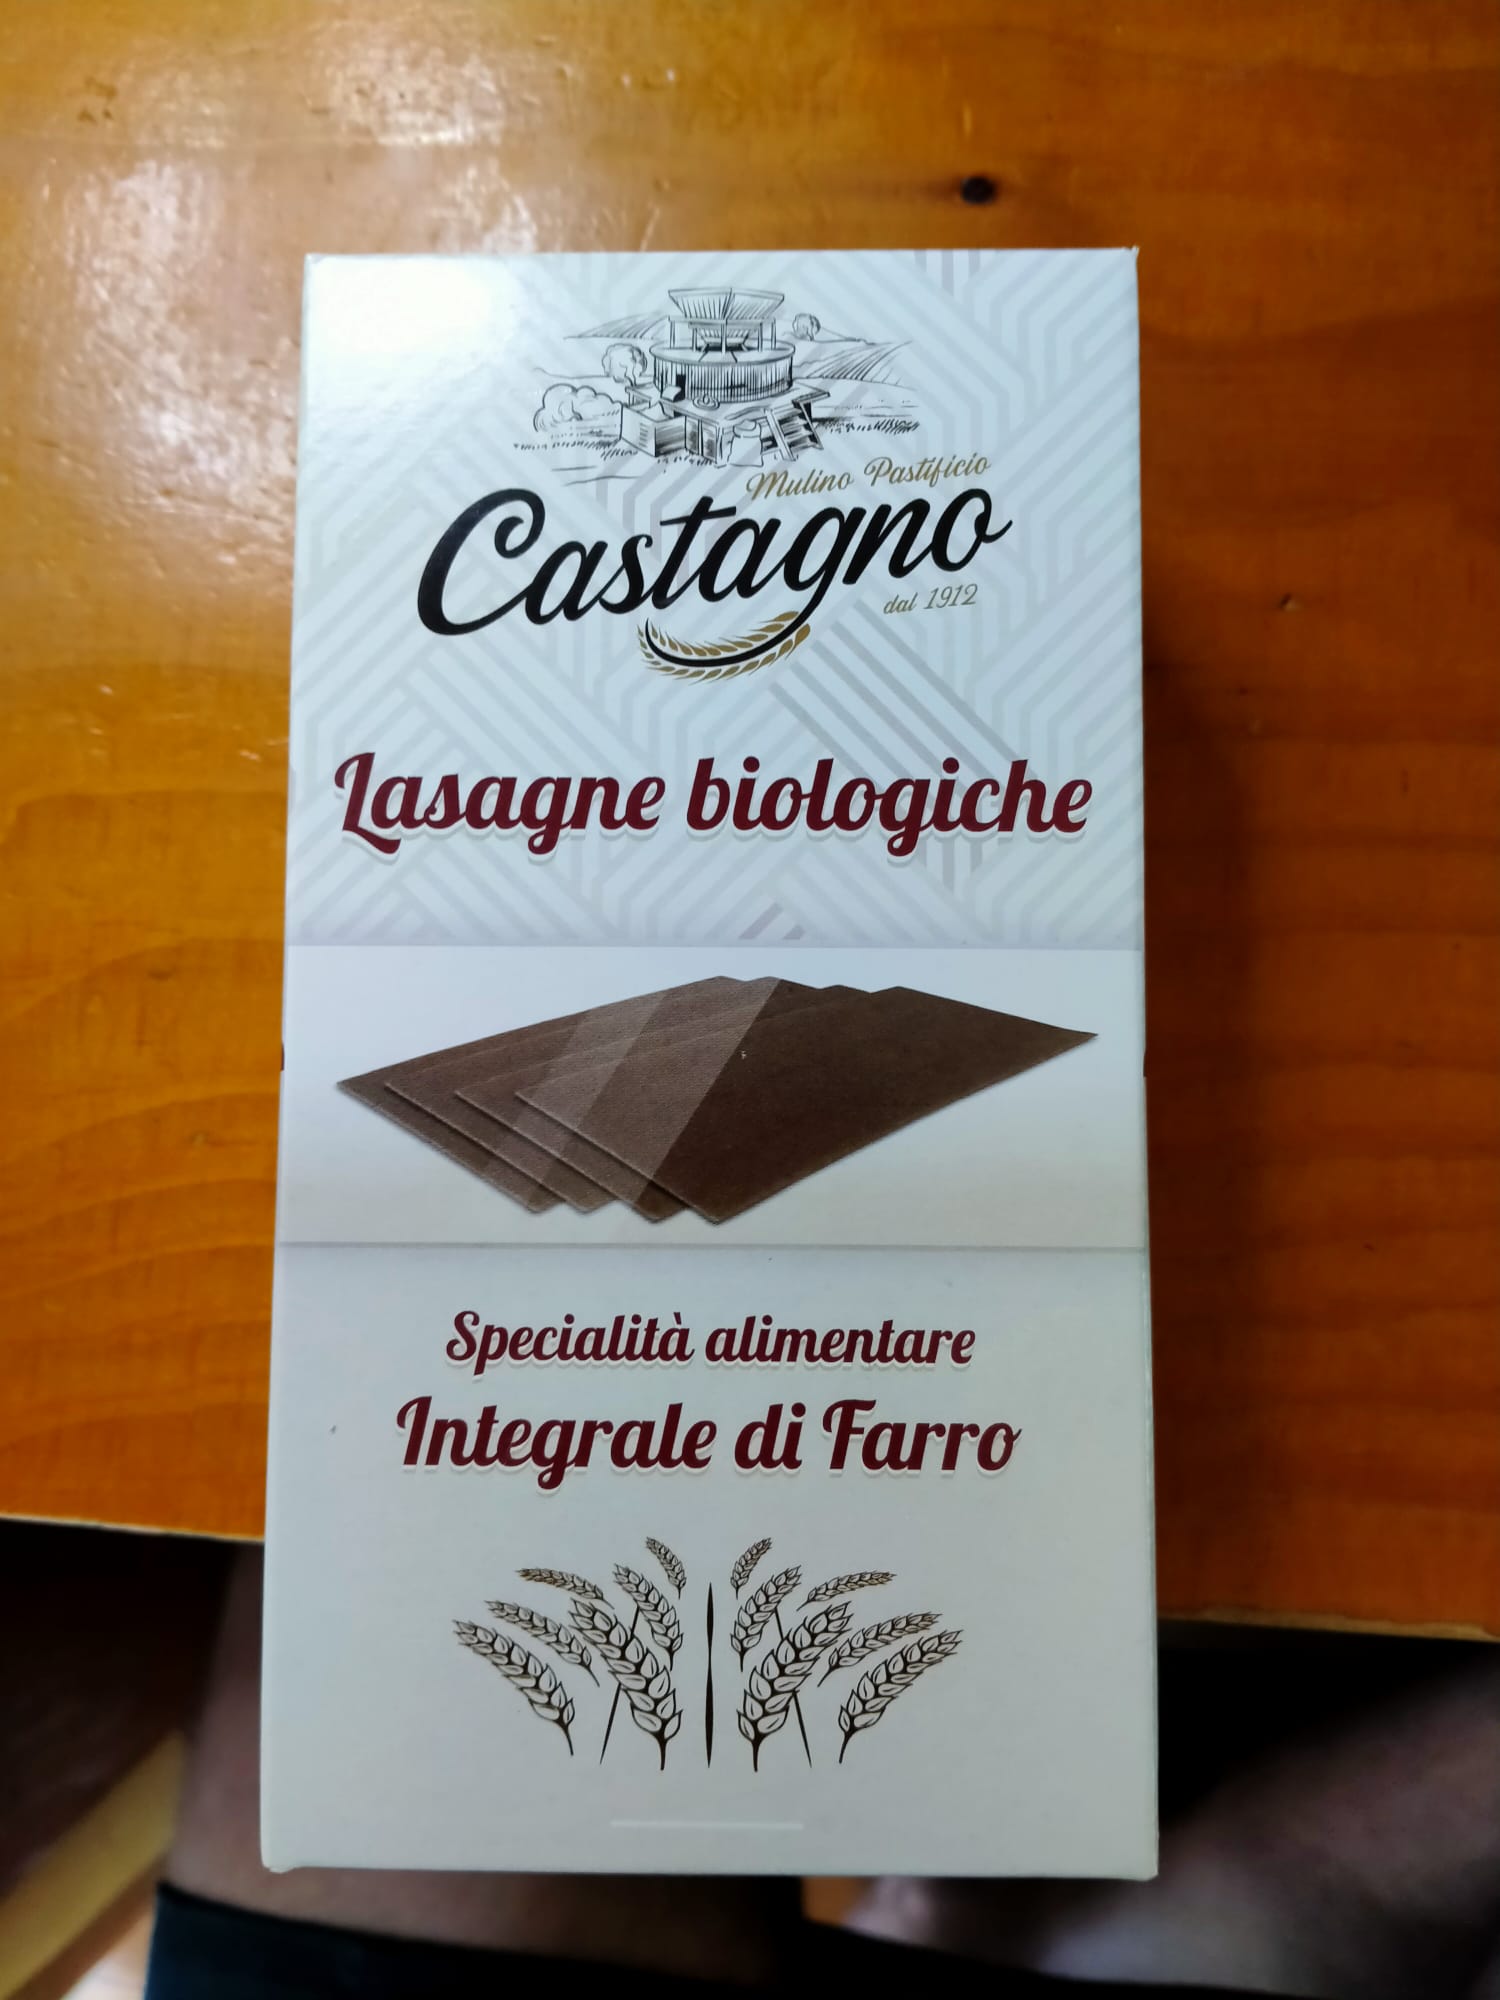 Mulino Pastificio
Castagno
dal 1912
Lasagne biologiche
Specialità alimentare
Integrale di Farro